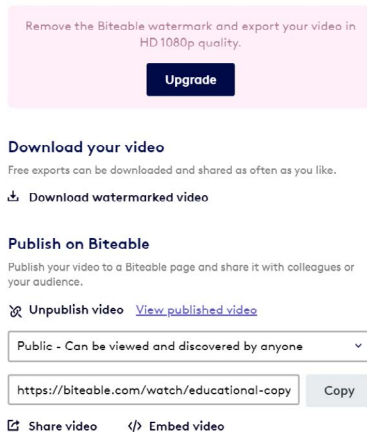 Remove the Biteable watermark and export your video in
HD 1080p quality.
Upgrade
Download your video
Free exports can be downloaded and shared as often as you like.
Download watermarked video
Publish on Biteable
Publish your video to a Biteable page and share it with colleagues or
your audience.
Unpublish video View published video
Public - Can be viewed and discovered by anyone
https://biteable.com/watch/educational-copy Copy
Share video </> Embed video